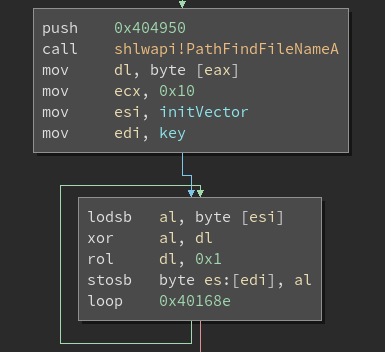 push 0x404950
call shlwapi!PathFindFileNameA
mov dl, byte [eax]
mov ecx, 0x10
mov esi, initVector
mov edi, key
lodsb al, byte [esi]
xor al, dl
rol dl, 0x1
stosb byte es:[edi], al
loop 0x40168e